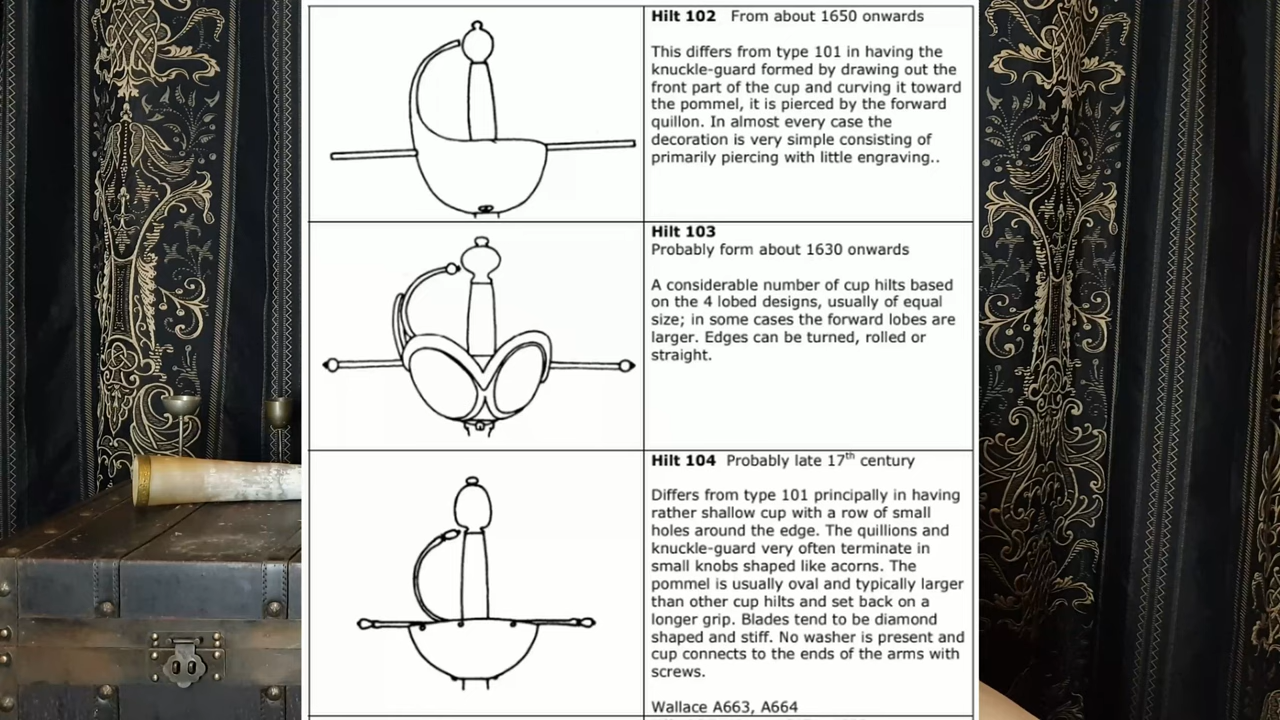 Hilt 102 From about 1650 onwards
This differs from type 101 in having the
knuckle-guard formed by drawing out the
front part of the cup and curving it toward
the pommel, it is pierced by the forward
quillon. In almost every case the
decoration is very simple consisting of
primarily piercing with little engraving..
Hilt 103
Probably form about 1630 onwards
A considerable number of cup hilts based
on the 4 lobed designs, usually of equal
size; in some cases the forward lobes are
larger. Edges can be turned, rolled or
straight.
Hilt 104 Probably late 17th century
Differs from type 101 principally in having
rather shallow cup with a row of small
holes around the edge. The quillions and
knuckle-guard very often terminate in
small knobs shaped like acorns. The
pommel is usually oval and typically larger
than other cup hilts and set back on a
longer grip. Blades tend to be diamond
shaped and stiff. No washer is present and
cup connects to the ends of the arms with
screws.
Wallace A663, A664